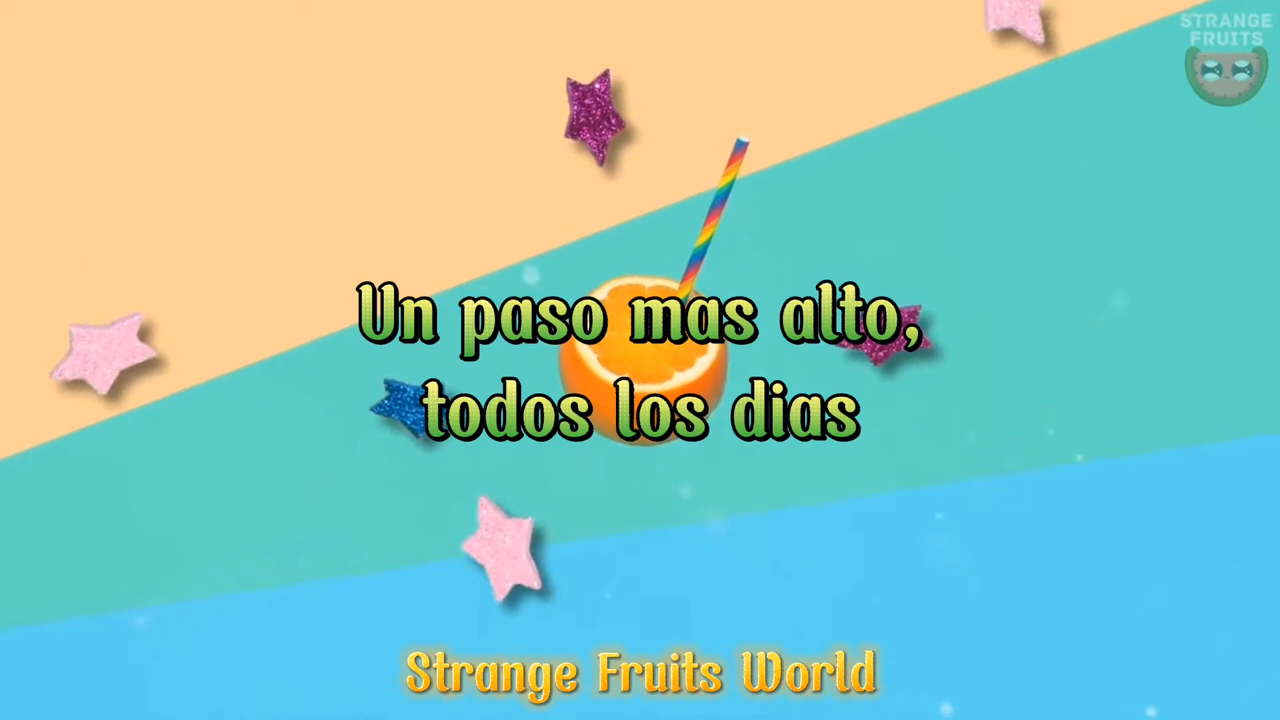 STRANGE
FRUITS
Un paso mas alto,
todos los dias
Strange Fruits World